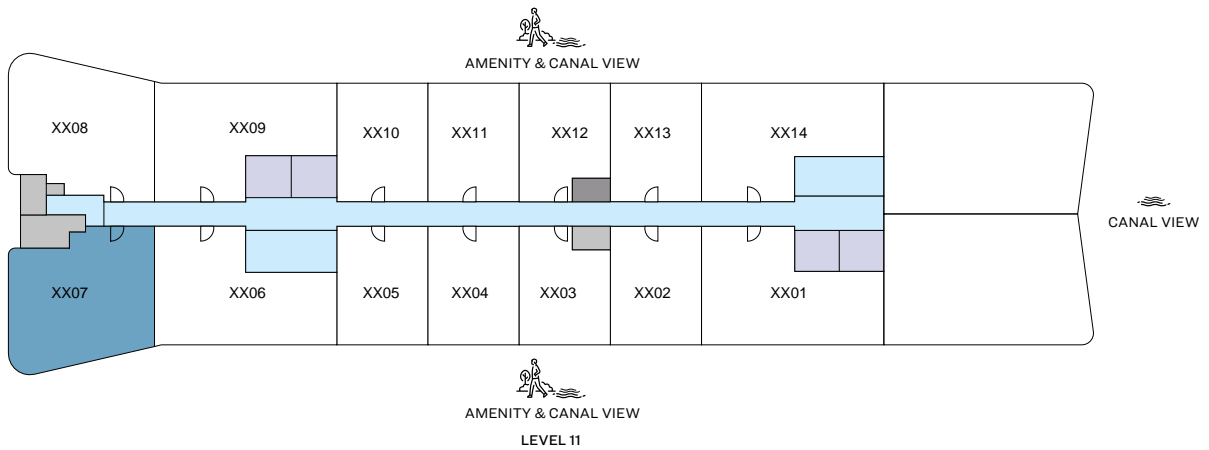 AMENITY & CANAL VIEW
XX08
XX09
XX10
XX11
XX12
XX13
XX14
CANAL VIEW
XX07
XX06
XX05
XX04
XX03
XX02
XX01
AMENITY & CANAL VIEW
LEVEL 11